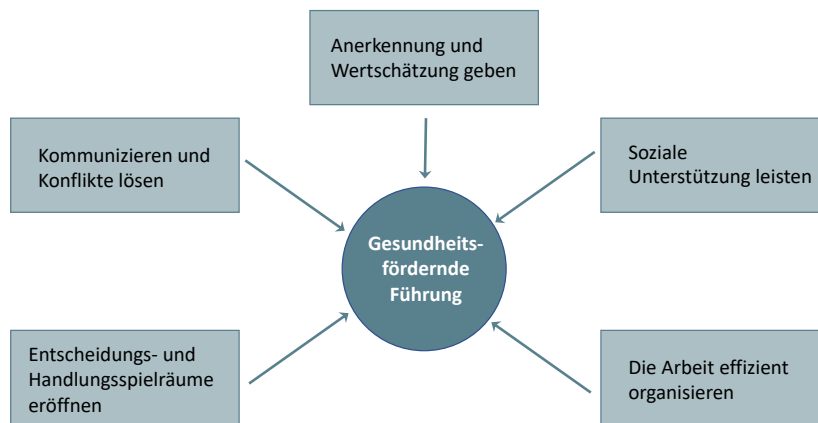 Anerkennung und
Wertschätzung geben
Kommunizieren und
Konflikte lösen
Soziale
Unterstützung leisten
Gesundheits-
fördernde
Führung
Entscheidungs- und
Handlungsspielräume
eröffnen
Die Arbeit effizient
organisieren